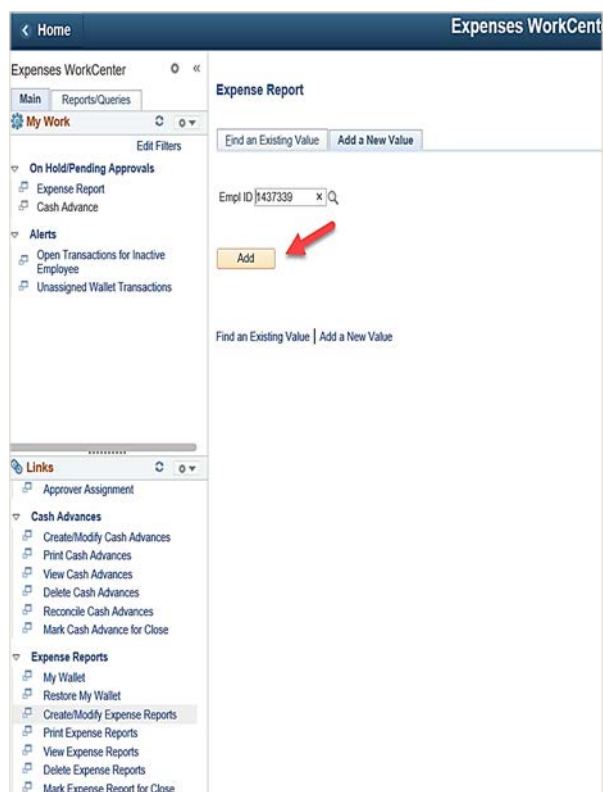 Home
Expenses WorkCent
Expenses WorkCenter
Main Reports/Queries
My Work
Edit Filters
On Hold/Pending Approvals
Expense Report
Cash Advance
Alerts
Open Transactions for Inactive
Employee
Unassigned Wallet Transactions
Links
Approver Assignment
Cash Advances
Create/Modify Cash Advances
Print Cash Advances
View Cash Advances
Delete Cash Advances
Reconcile Cash Advances
Mark Cash Advance for Close
Expense Reports
My Wallet
Restore My Wallet
Create/Modify Expense Reports
Print Expense Reports
View Expense Reports
Delete Expense Reports
Mark Expense Report for Close
Expense Report
Find an Existing Value Add a New Value
Empl ID 1437339
Add
Find an Existing Value | Add a New Value